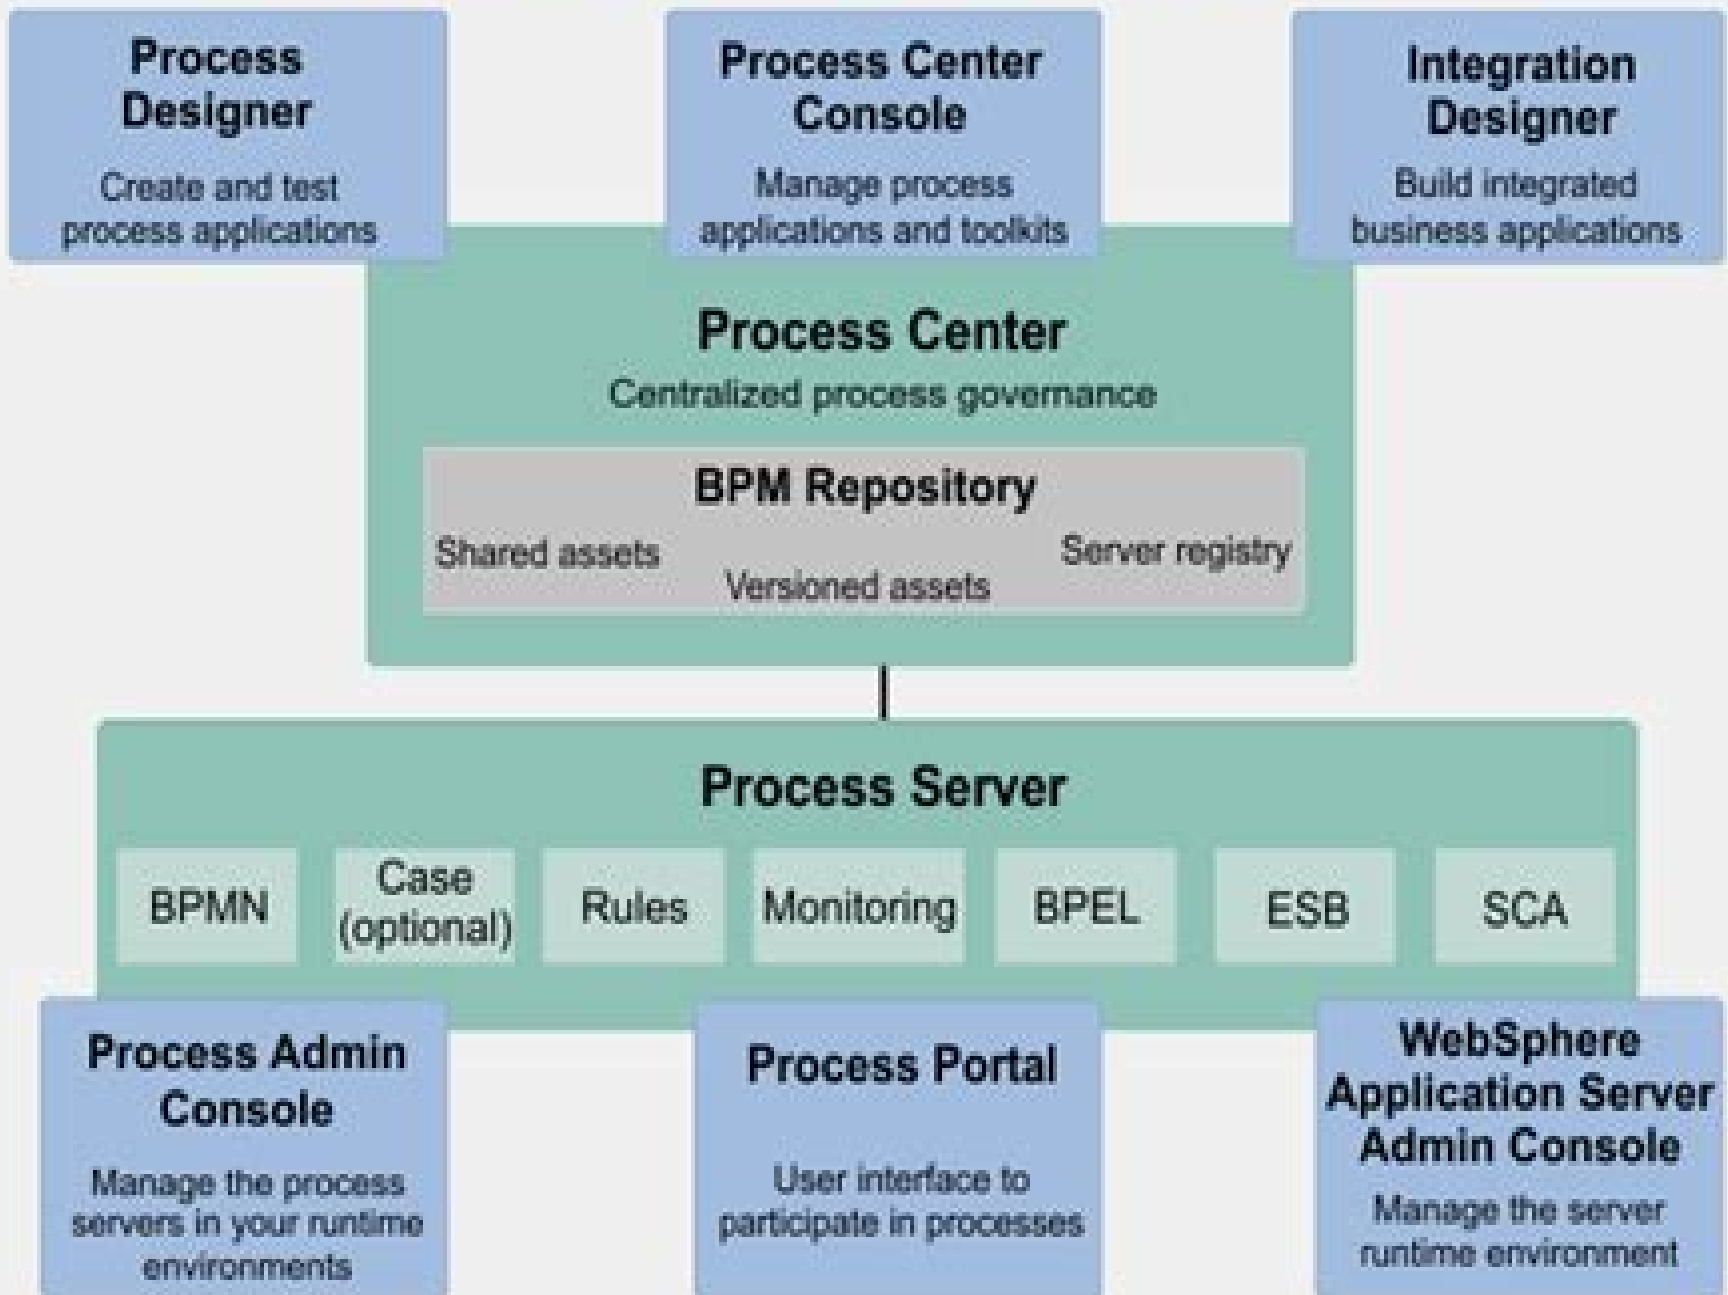 Process
Designer
Create and test
process applications
Process Center
Console
Manage process
applications and toolkits
Integration
Designer
Build integrated
business applications
Process Center
Centralized process governance
BPM Repository
Shared assets
Versioned assets
Server registry
Process Server
BPMN
Case
(optional)
Rules
Monitoring
BPEL
ESB
SCA
Process Admin
Console
Manage the process
servers in your runtime
environments
Process Portal
User interface to
participate in processes
WebSphere
Application Server
Admin Console
Manage the server
runtime environment